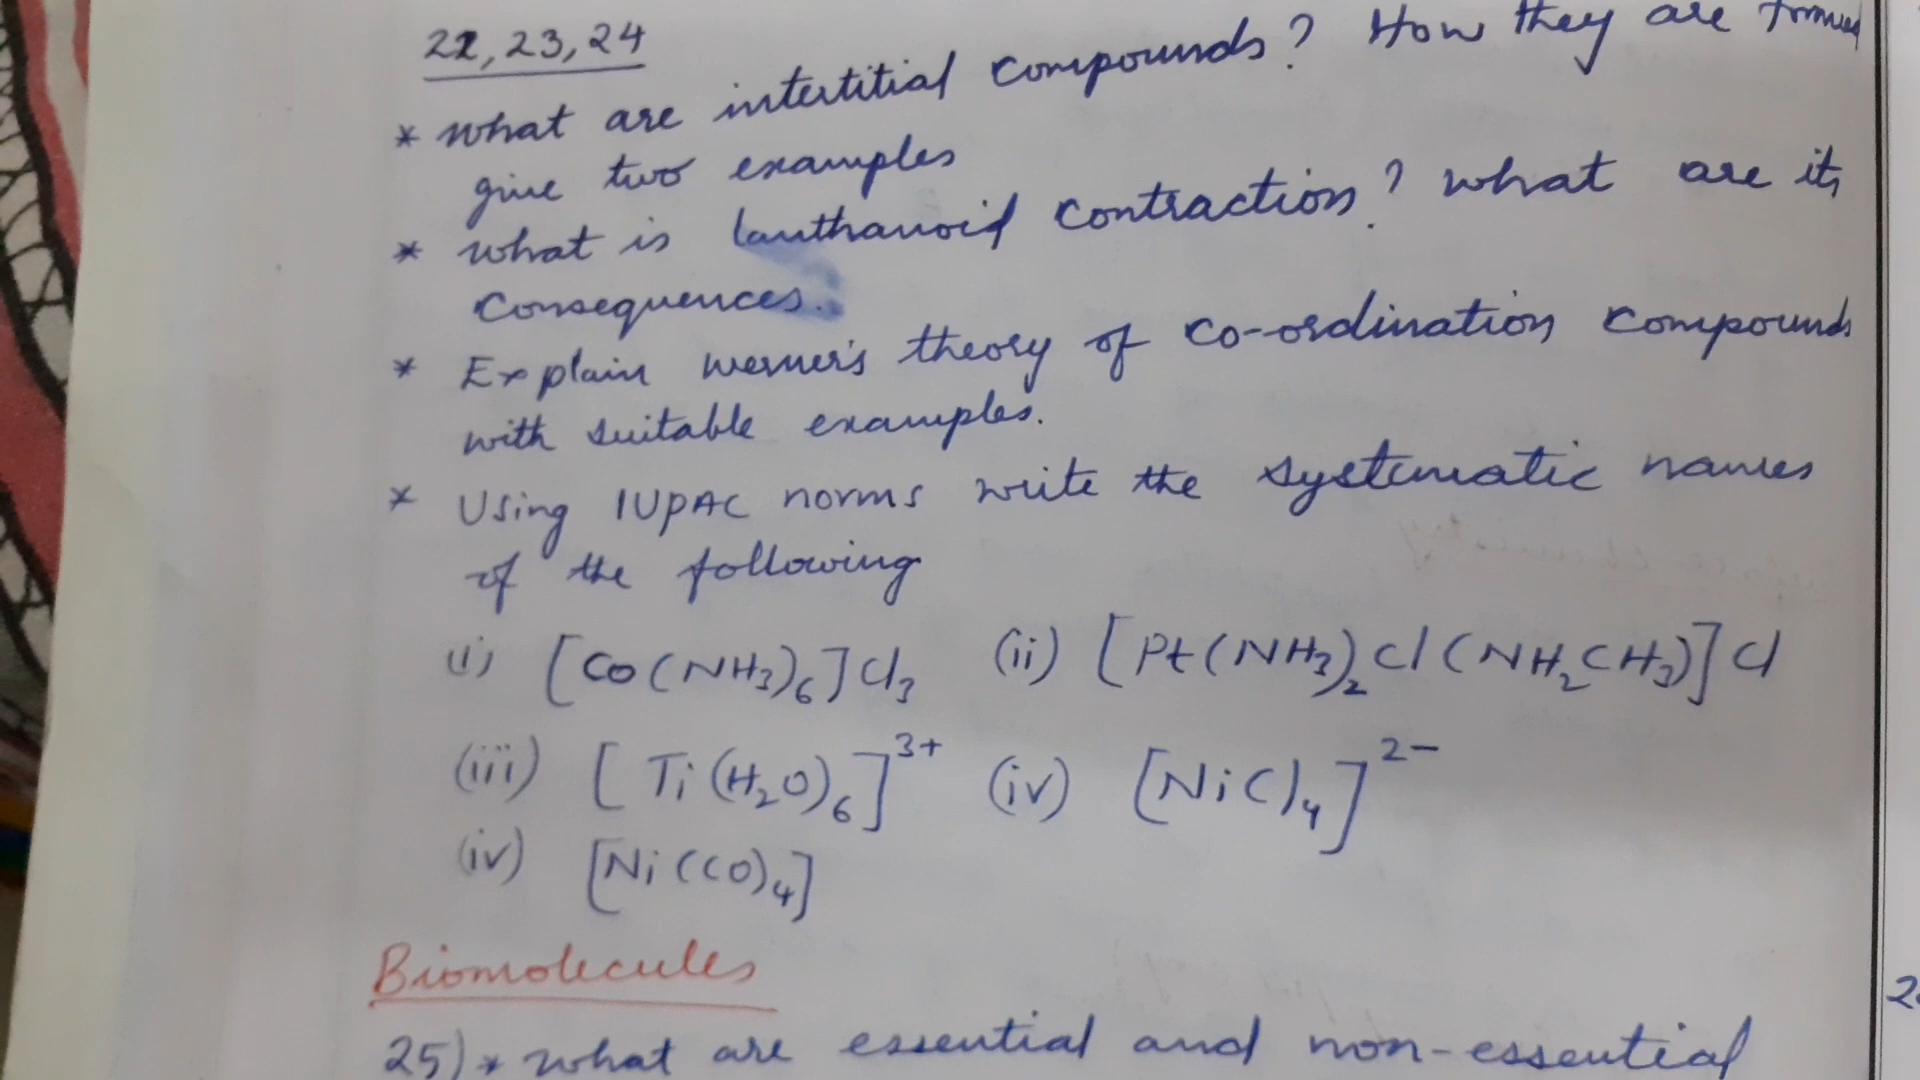 22, 23, 24
* what are intertitial compounds? How they are formed
give two examples
* what is lanthanoid contraction? what are its
consequences.
* Explain werner's theory of co-ordination compounds
with suitable examples.
* Using IUPAC norms write the systematic names
of the following
(i) [Co(NH₃)₆]Cl₃ (ii) [Pt(NH₃)₂Cl(NH₂CH₃)]Cl
(iii) [Ti(H₂O)₆]³⁺ (iv) [NiCl₄]²⁻
(iv) [Ni(CO)₄]
Biomolecules
25) * what are essential and non-essential